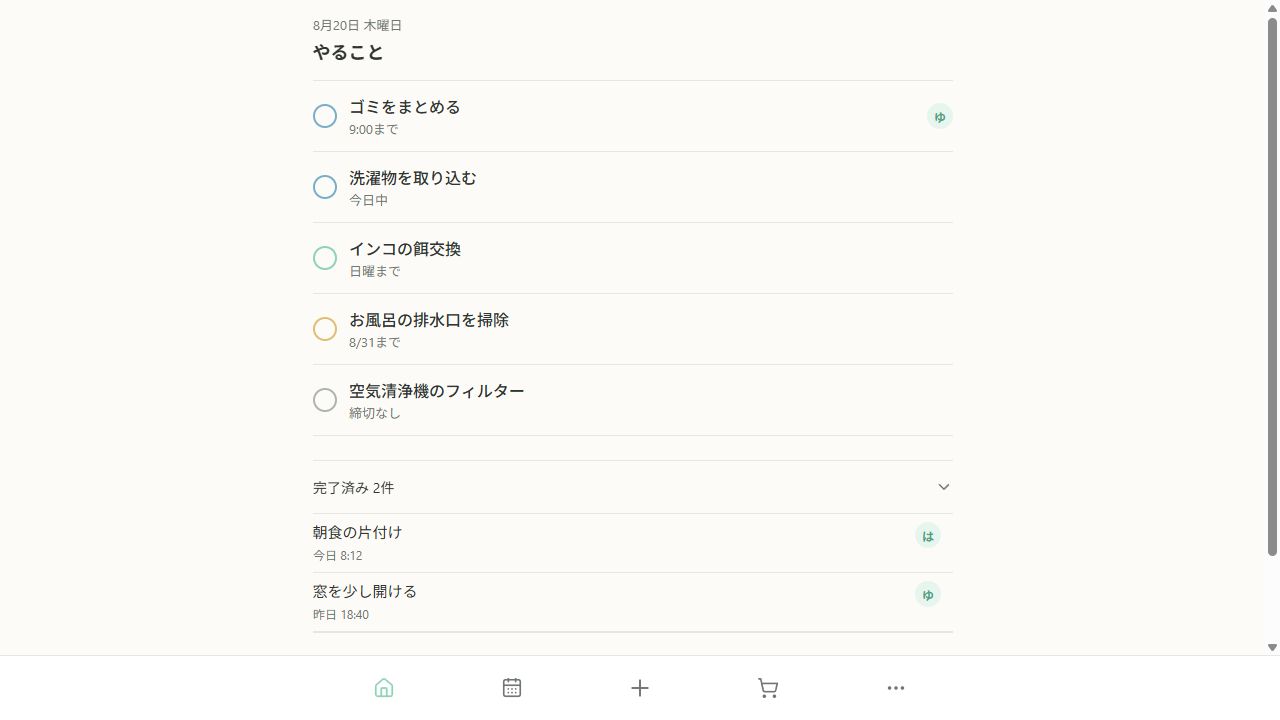 8月20日 木曜日
やること
ゴミをまとめる
9:00まで
ゆ
洗濯物を取り込む
今日中
インコの餌交換
日曜まで
お風呂の排水口を掃除
8/31まで
空気清浄機のフィルター
締切なし
完了済み 2件
朝食の片付け
今日 8:12
は
窓を少し開ける
昨日 18:40
ゆ